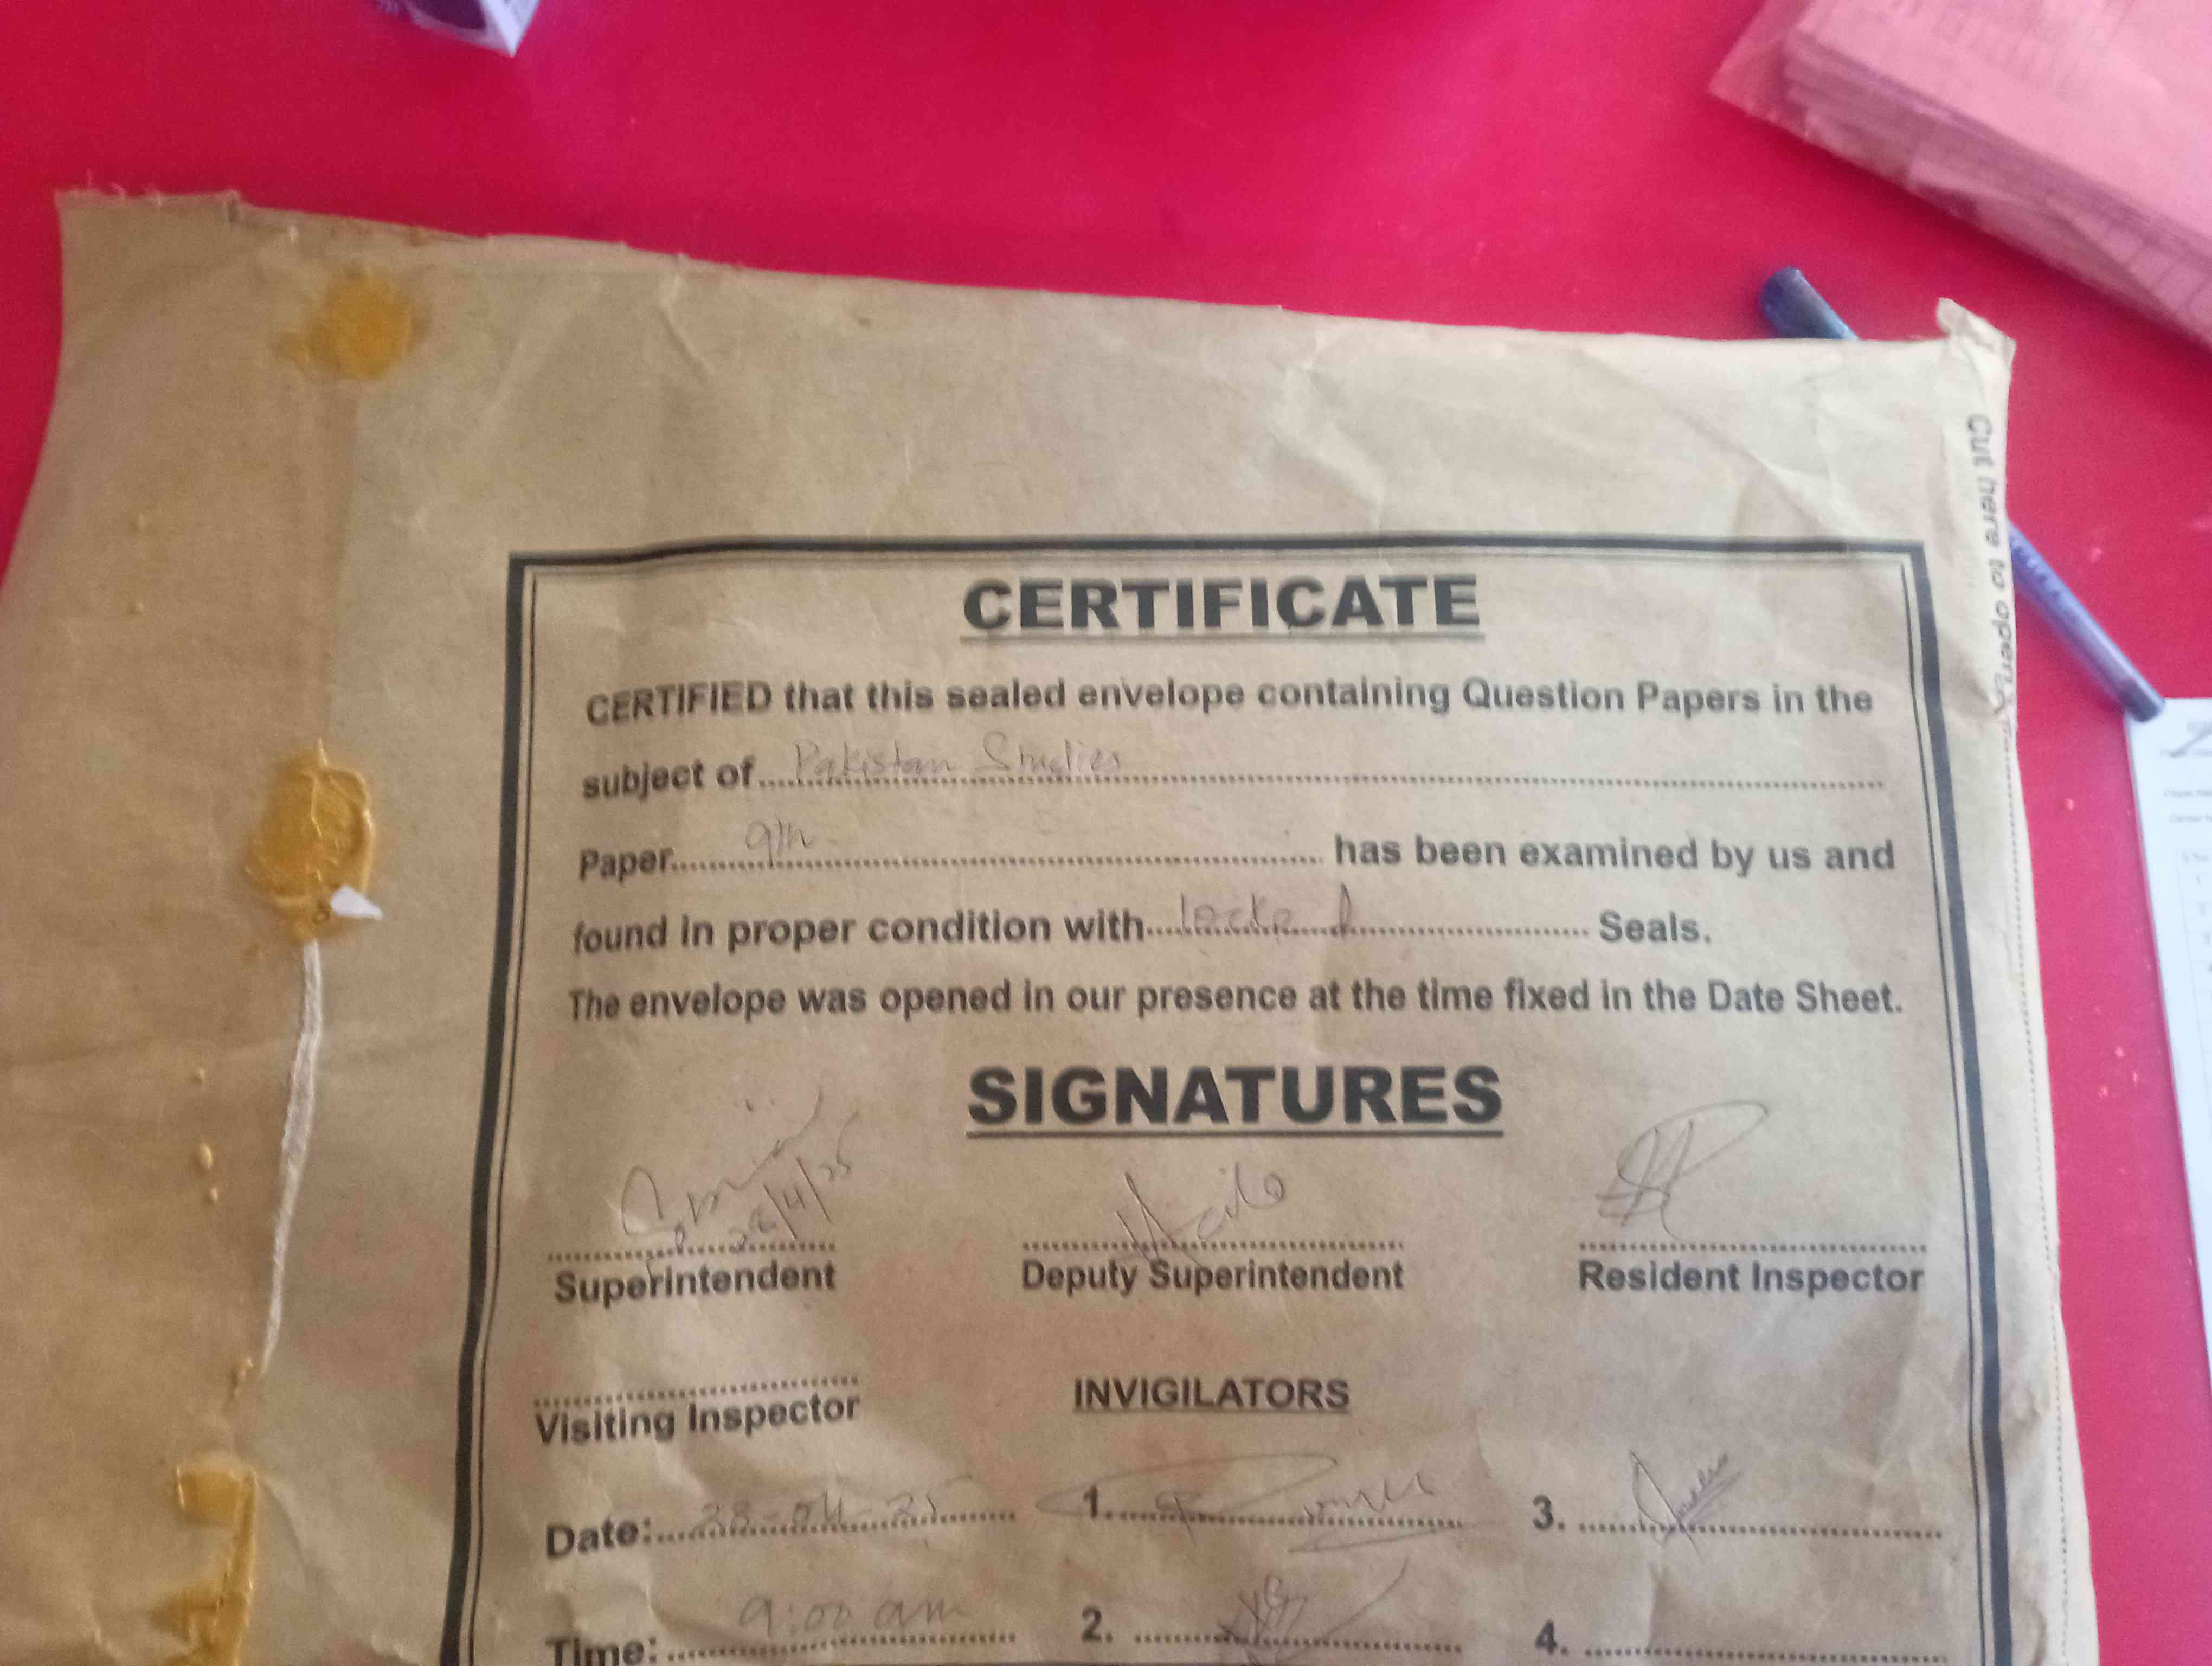 CERTIFICATE
CERTIFIED that this sealed envelope containing Question Papers in the
subject of Pakistan Studies
Paper 9th has been examined by us and
found in proper condition with locked Seals.
The envelope was opened in our presence at the time fixed in the Date Sheet.
SIGNATURES
28/4/25
Superintendent Deputy Superintendent Resident Inspector
Visiting Inspector INVIGILATORS
Date: 28-04-25 1. 3.
Time: 9:00 am 2. 4.
Cut here to open